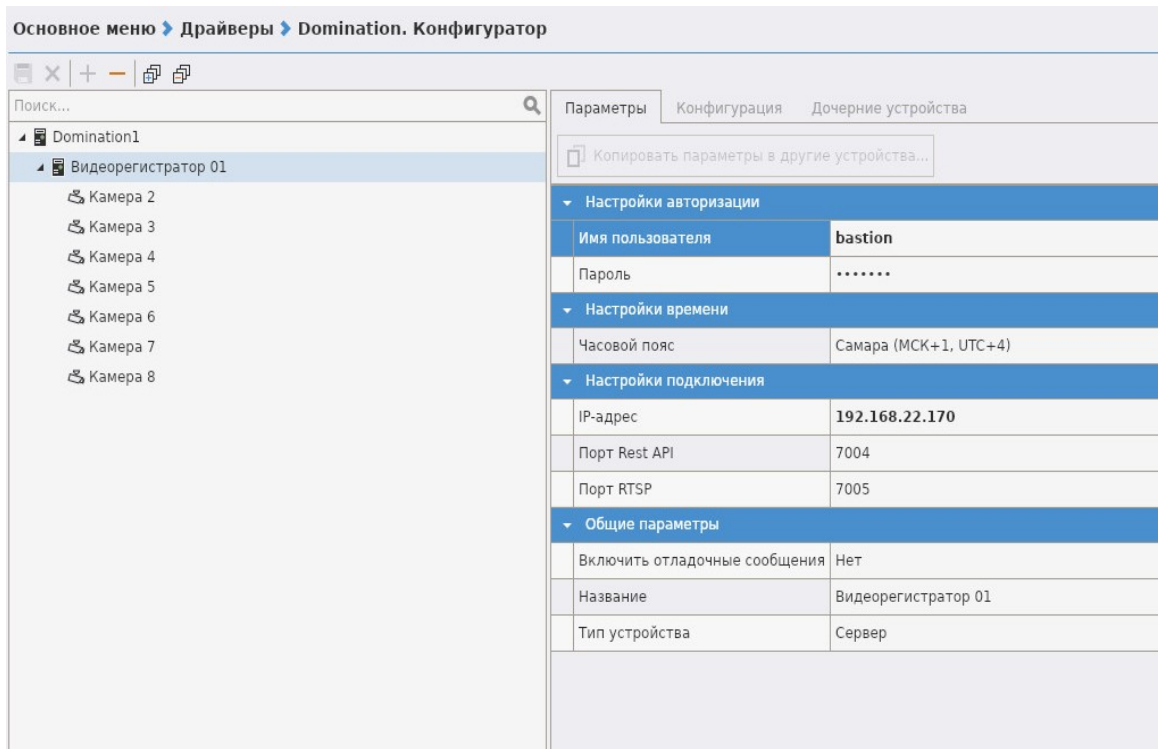 Основное меню Драйверы Domination. Конфигуратор
Поиск...
Domination1
Видеорегистратор 01
Камера 2
Камера 3
Камера 4
Камера 5
Камера 6
Камера 7
Камера 8
Параметры Конфигурация Дочерние устройства
Копировать параметры в другие устройства...
Настройки авторизации
Имя пользователя bastion
Пароль •••••••
Настройки времени
Часовой пояс Самара (МСК+1, UTC+4)
Настройки подключения
IP-адрес 192.168.22.170
Порт Rest API 7004
Порт RTSP 7005
Общие параметры
Включить отладочные сообщения Нет
Название Видеорегистратор 01
Тип устройства Сервер